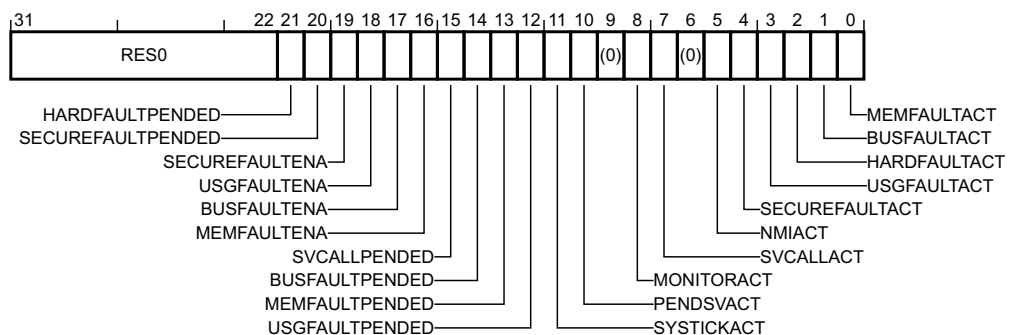 31 22 21 20 19 18 17 16 15 14 13 12 11 10 9 8 7 6 5 4 3 2 1 0
RES0 (0) (0)
HARDFAULTPENDED MEMFAULTACT
SECUREFAULTPENDED BUSFAULTACT
SECUREFAULTENA HARDFAULTACT
USGFAULTENA USGFAULTACT
BUSFAULTENA SECUREFAULTACT
MEMFAULTENA NMIACT
SVCALLPENDED SVCALLACT
BUSFAULTPENDED MONITORACT
MEMFAULTPENDED PENDSVACT
USGFAULTPENDED SYSTICKACT